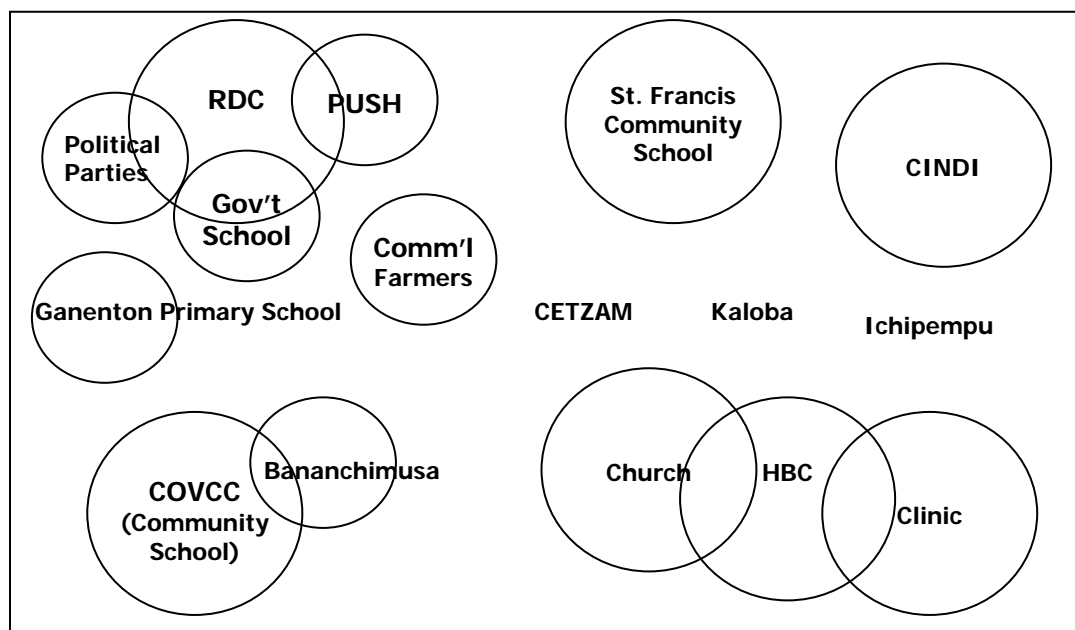 RDC
PUSH
Political
Parties
Gov't
School
Comm'l
Farmers
Ganenton Primary School
St. Francis
Community
School
CINDI
CETZAM
Kaloba
Ichipempu
COVCC
(Community
School)
Bananchimusa
Church
HBC
Clinic